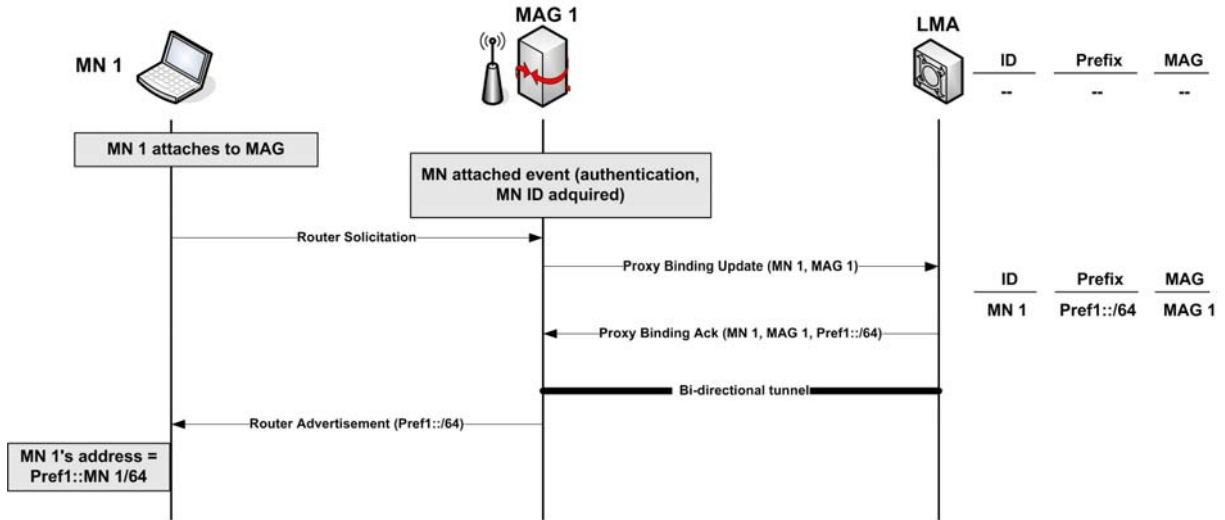 MAG 1
LMA
MN 1
ID Prefix MAG
-- -- --
MN 1 attaches to MAG
MN attached event (authentication,
MN ID adquired)
Router Solicitation
Proxy Binding Update (MN 1, MAG 1)
ID Prefix MAG
MN 1 Pref1::/64 MAG 1
Proxy Binding Ack (MN 1, MAG 1, Pref1::/64)
Bi-directional tunnel
Router Advertisement (Pref1::/64)
MN 1's address =
Pref1::MN 1/64